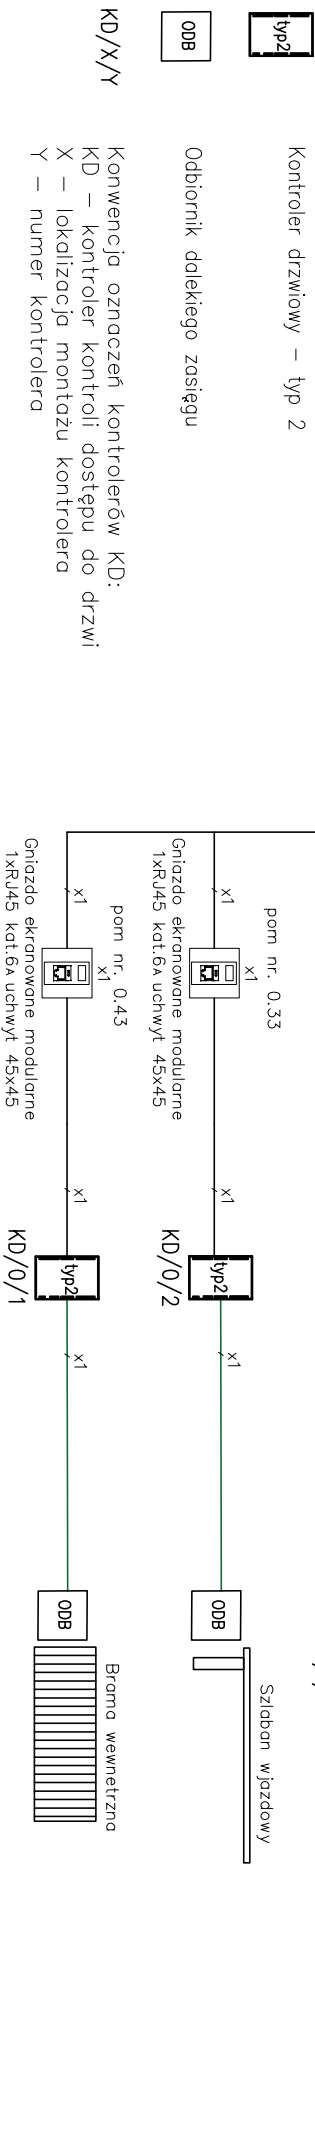 typ2
Kontroler drzwiowy – typ 2
ODB
Odbiornik dalekiego zasięgu
KD/X/Y
Konwencja oznaczeń kontrolerów KD:
KD – kontroler kontroli dostępu do drzwi
X – lokalizacja montażu kontrolera
Y – numer kontrolera
pom nr. 0.33
x1
x1
Gniazdo ekranowane modularne
1xRJ45 kat.6A uchwyt 45x45
x1
typ2
KD/0/2
x1
ODB
Szlaban wjazdowy
pom nr. 0.43
x1
x1
Gniazdo ekranowane modularne
1xRJ45 kat.6A uchwyt 45x45
x1
typ2
KD/0/1
x1
ODB
Brama wewnetrzna